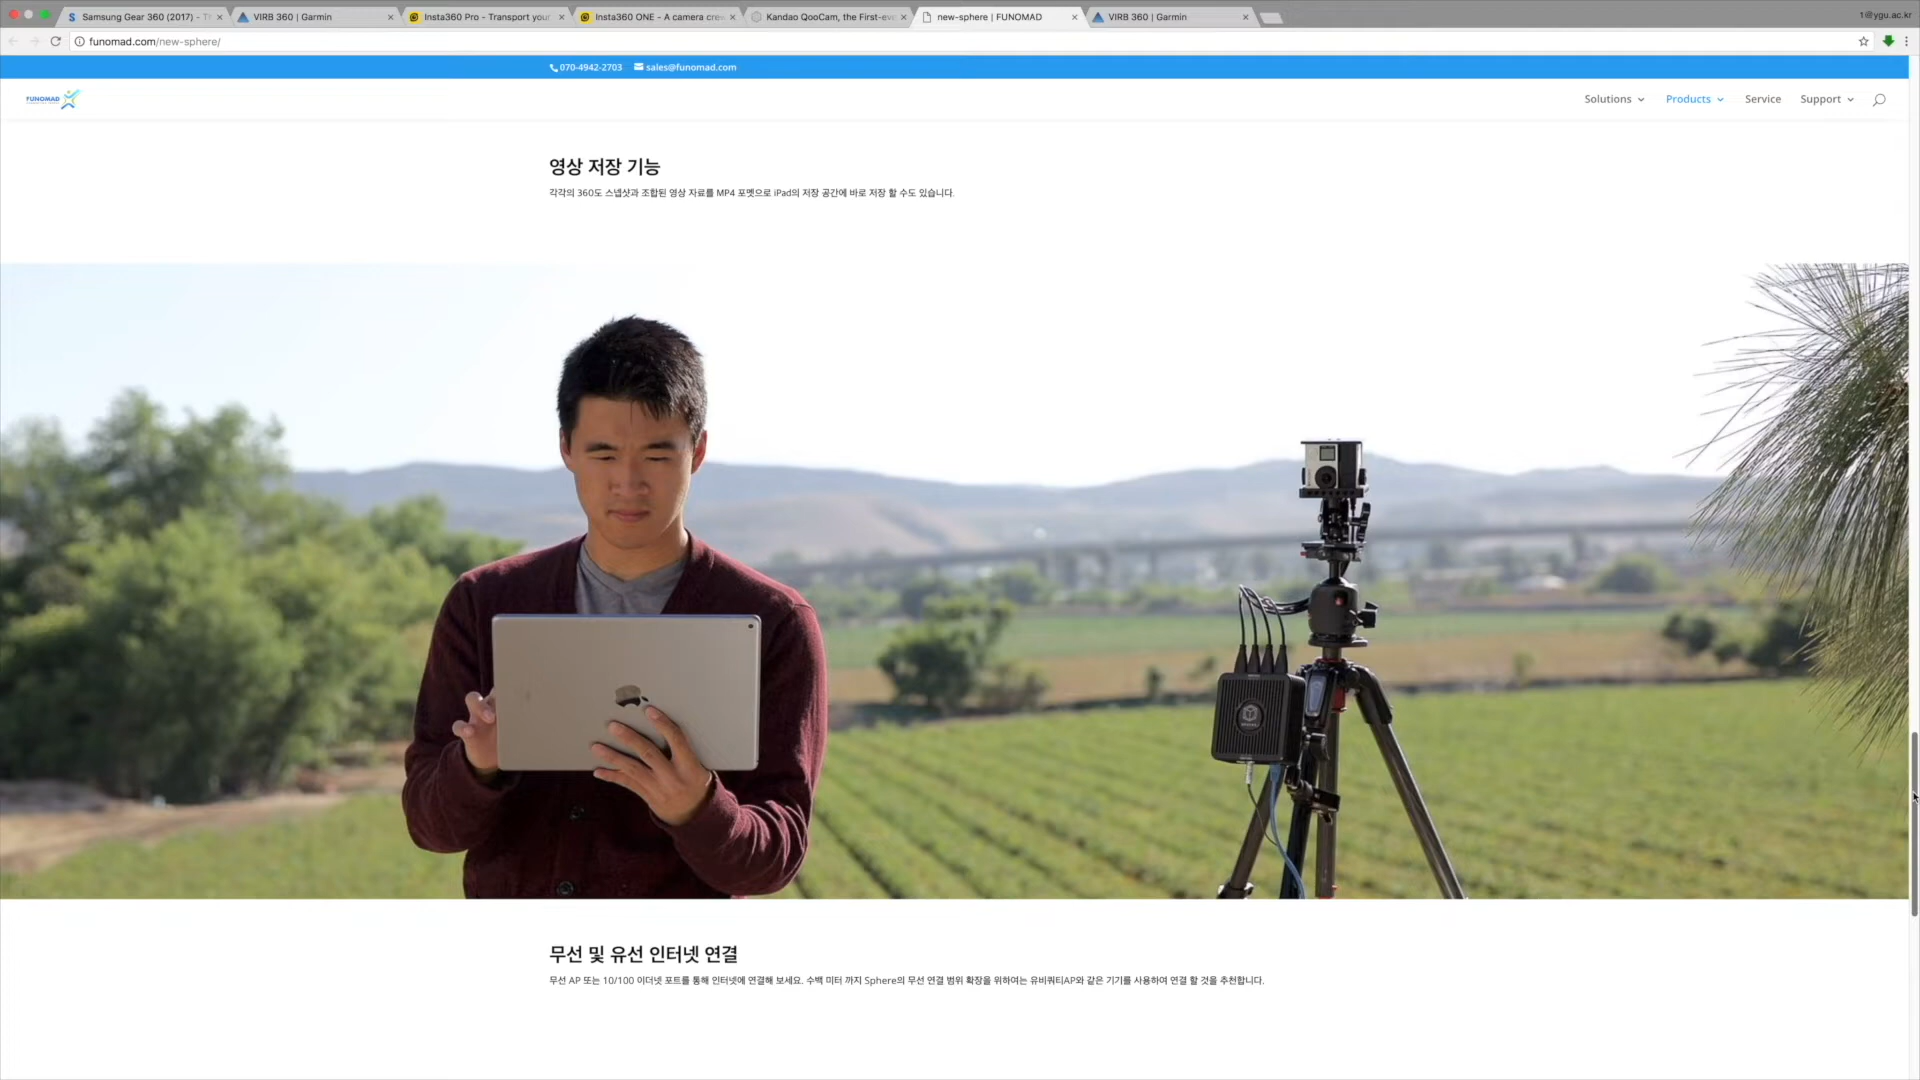 Samsung Gear 360 (2017) - Th
VIRB 360 | Garmin
Insta360 Pro - Transport your
Insta360 ONE - A camera crew
Kandao QooCam, the First-ev
new-sphere | FUNOMAD
VIRB 360 | Garmin
1@ygu.ac.kr
funomad.com/new-sphere/
070-4942-2703 sales@funomad.com
FUNOMAD
Solutions Products Service Support
영상 저장 기능
각각의 360도 스넵샷과 조합된 영상 자료를 MP4 포멧으로 iPad의 저장 공간에 바로 저장 할 수도 있습니다.
무선 및 유선 인터넷 연결
무선 AP 또는 10/100 이더넷 포트를 통해 인터넷에 연결해 보세요. 수백 미터 까지 Sphere의 무선 연결 범위 확장을 위하여는 유비쿼티AP와 같은 기기를 사용하여 연결 할 것을 추천합니다.